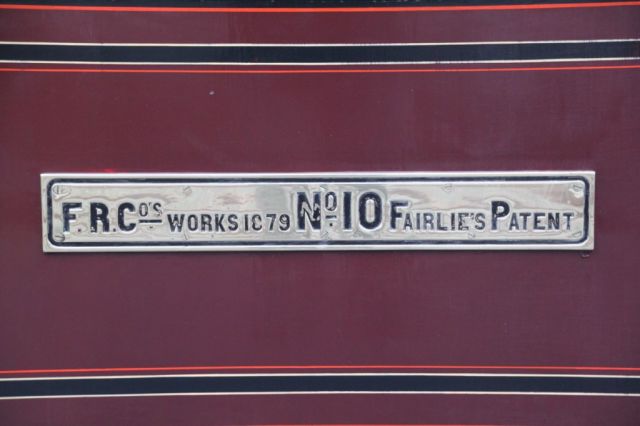 F.R.Co's WORKS 1879 No 10 FAIRLIE'S PATENT